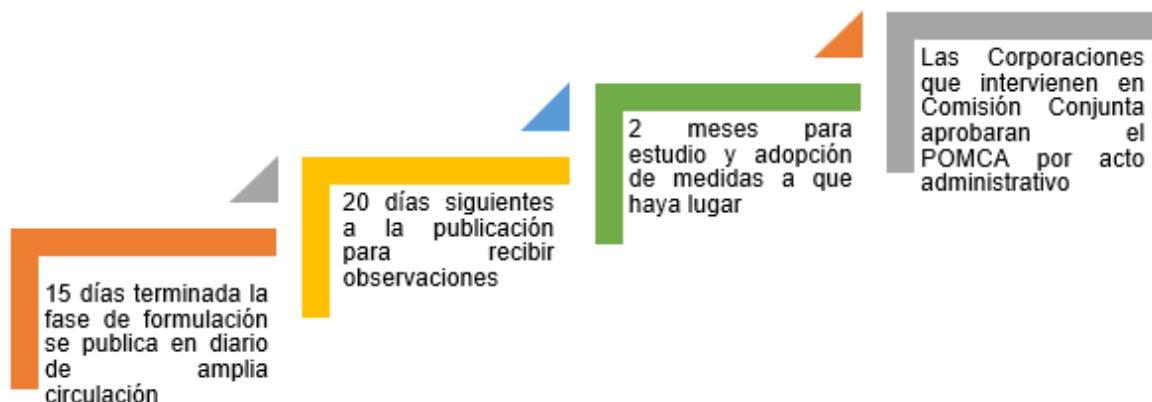 15 días terminada la
fase de formulación
se publica en diario
de amplia
circulación
20 días siguientes
a la publicación
para recibir
observaciones
2 meses para
estudio y adopción
de medidas a que
haya lugar
Las Corporaciones
que intervienen en
Comisión Conjunta
aprobaran el
POMCA por acto
administrativo